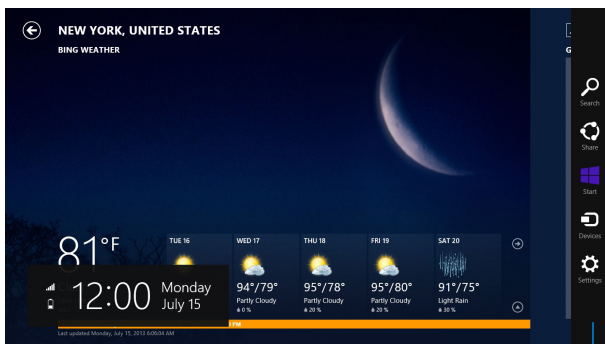 NEW YORK, UNITED STATES
BING WEATHER
G
Search
Share
Start
Devices
Settings
81°F
TUE 16
WED 17
94°/79°
Partly Cloudy
0 %
THU 18
95°/78°
Partly Cloudy
20 %
FRI 19
95°/80°
Partly Cloudy
20 %
SAT 20
91°/75°
Light Rain
30 %
12:00
Monday
July 15
PM
Last updated Monday, July 15, 2013 6:06:04 AM